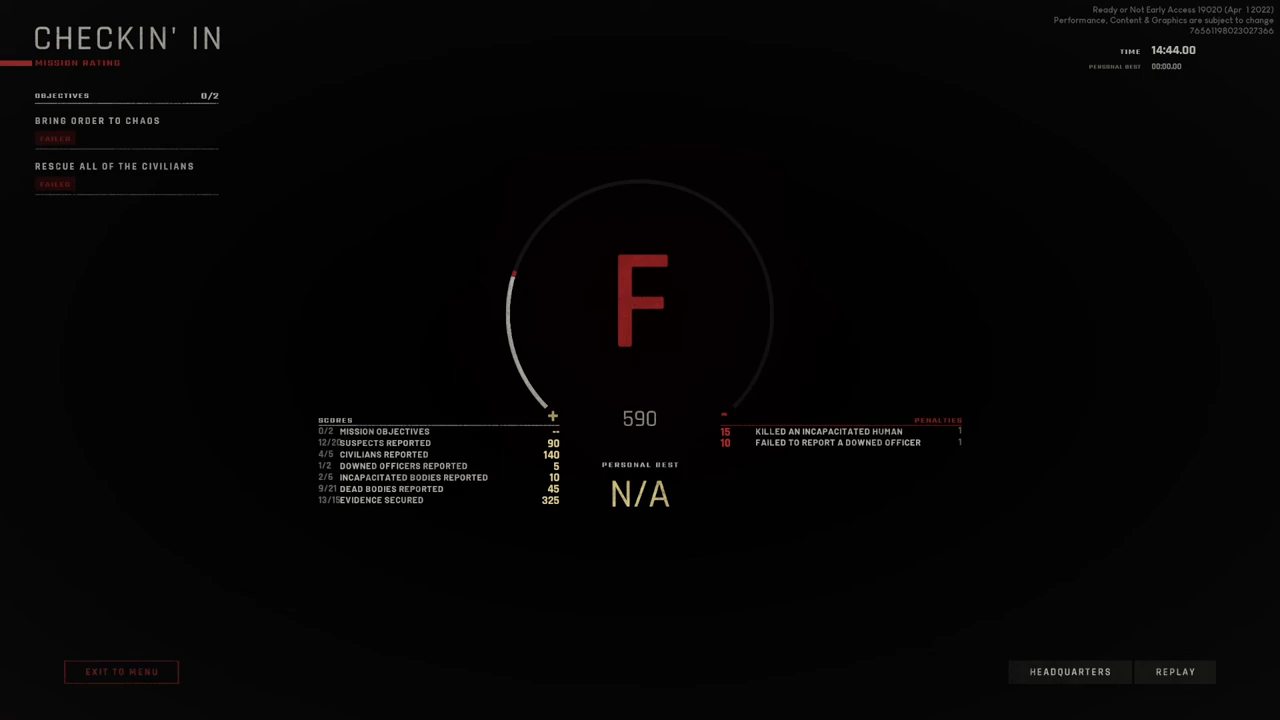 Ready or Not Early Access 19020 (Apr 1 2022)
Performance, Content & Graphics are subject to change
76561198023027366
CHECKIN' IN
MISSION RATING
TIME 14:44.00
PERSONAL BEST 00:00.00
OBJECTIVES 0/2
BRING ORDER TO CHAOS
FAILED
RESCUE ALL OF THE CIVILIANS
FAILED
F
590
PERSONAL BEST
N/A
+
SCORES
0/2 MISSION OBJECTIVES --
12/20 SUSPECTS REPORTED 90
4/5 CIVILIANS REPORTED 140
1/2 DOWNED OFFICERS REPORTED 5
2/6 INCAPACITATED BODIES REPORTED 10
9/21 DEAD BODIES REPORTED 45
13/15 EVIDENCE SECURED 325
-
PENALTIES
15 KILLED AN INCAPACITATED HUMAN 1
10 FAILED TO REPORT A DOWNED OFFICER 1
EXIT TO MENU
HEADQUARTERS
REPLAY